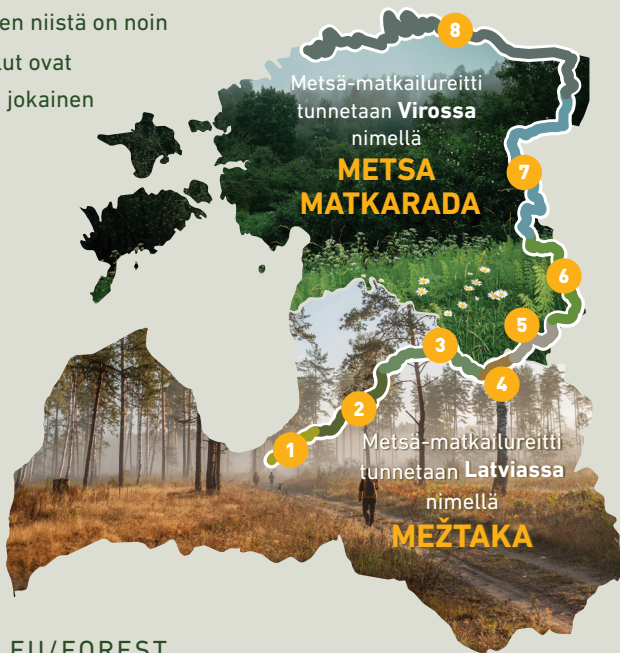 en niistä on noin
lut ovat
jokainen
8
Metsä-matkailureitti
tunnetaan Virossa
nimellä
METSA
MATKARADA
7
6
5
3
4
2
1
Metsä-matkailureitti
tunnetaan Latviassa
nimellä
MEŽTAKA
EU/FOREST